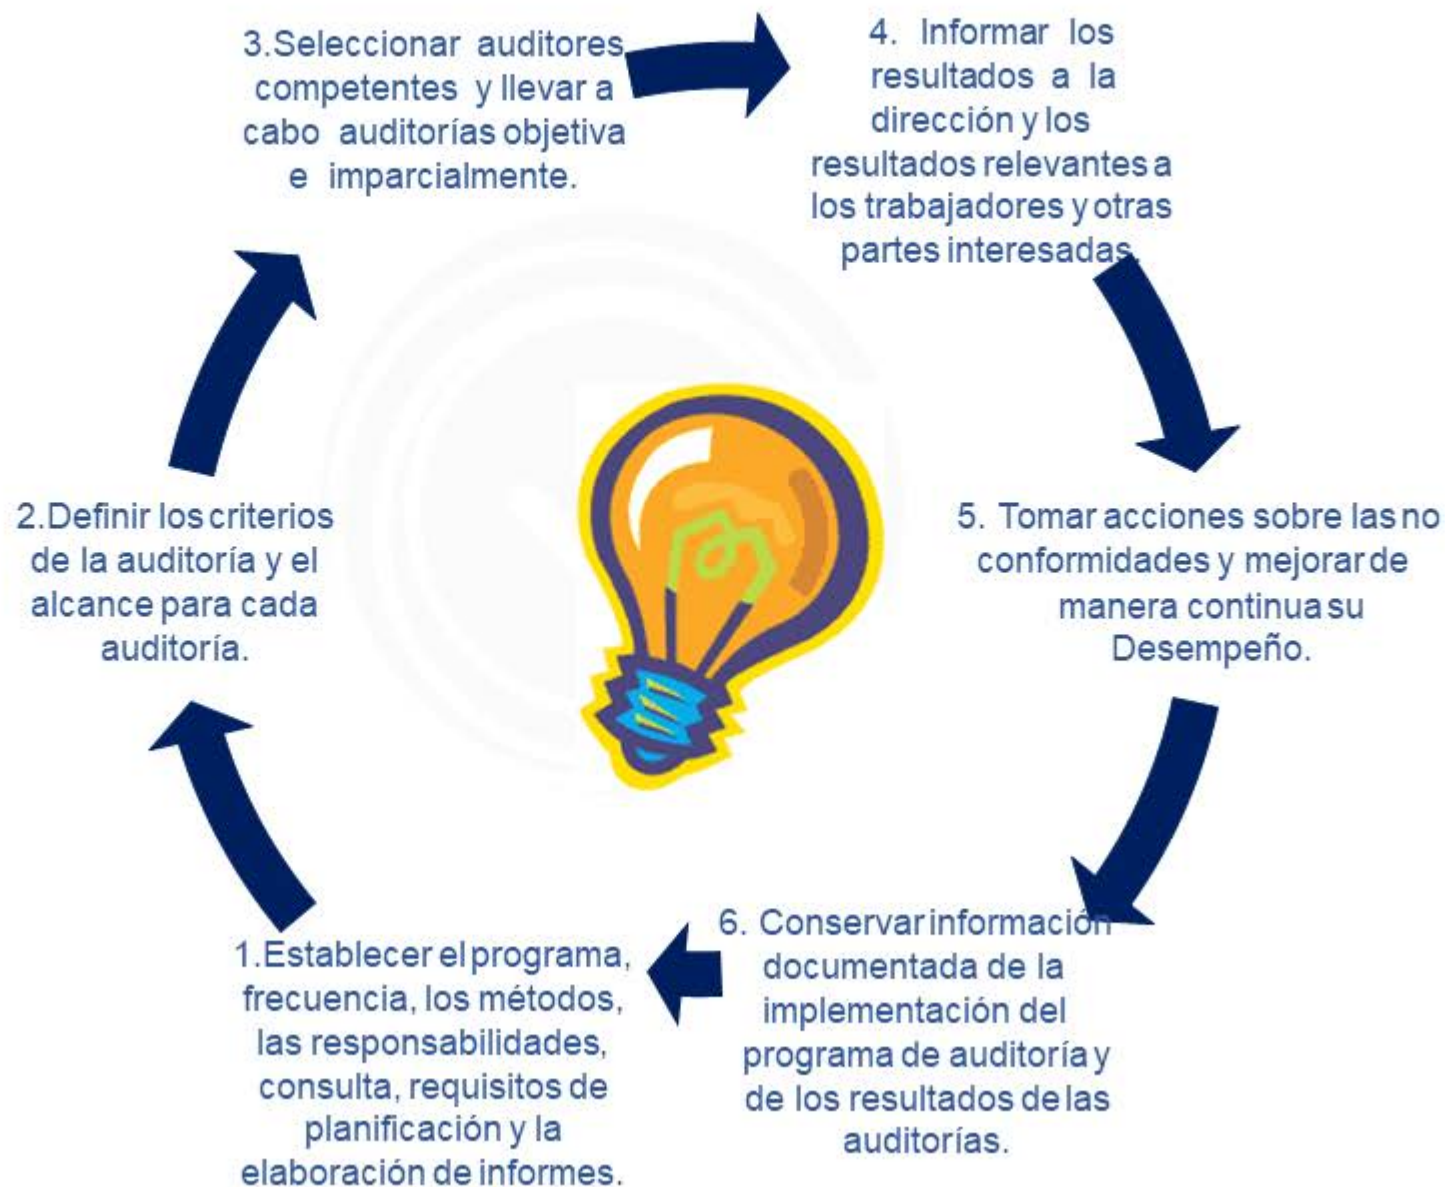 3.Seleccionar auditores
competentes y llevar a
cabo auditorías objetiva
e imparcialmente.
4. Informar los
resultados a la
dirección y los
resultados relevantes a
los trabajadores y otras
partes interesadas.
2.Definir los criterios
de la auditoría y el
alcance para cada
auditoría.
5. Tomar acciones sobre las no
conformidades y mejorar de
manera continua su
Desempeño.
1.Establecer el programa,
frecuencia, los métodos,
las responsabilidades,
consulta, requisitos de
planificación y la
elaboración de informes.
6. Conservar información
documentada de la
implementación del
programa de auditoría y
de los resultados de las
auditorías.